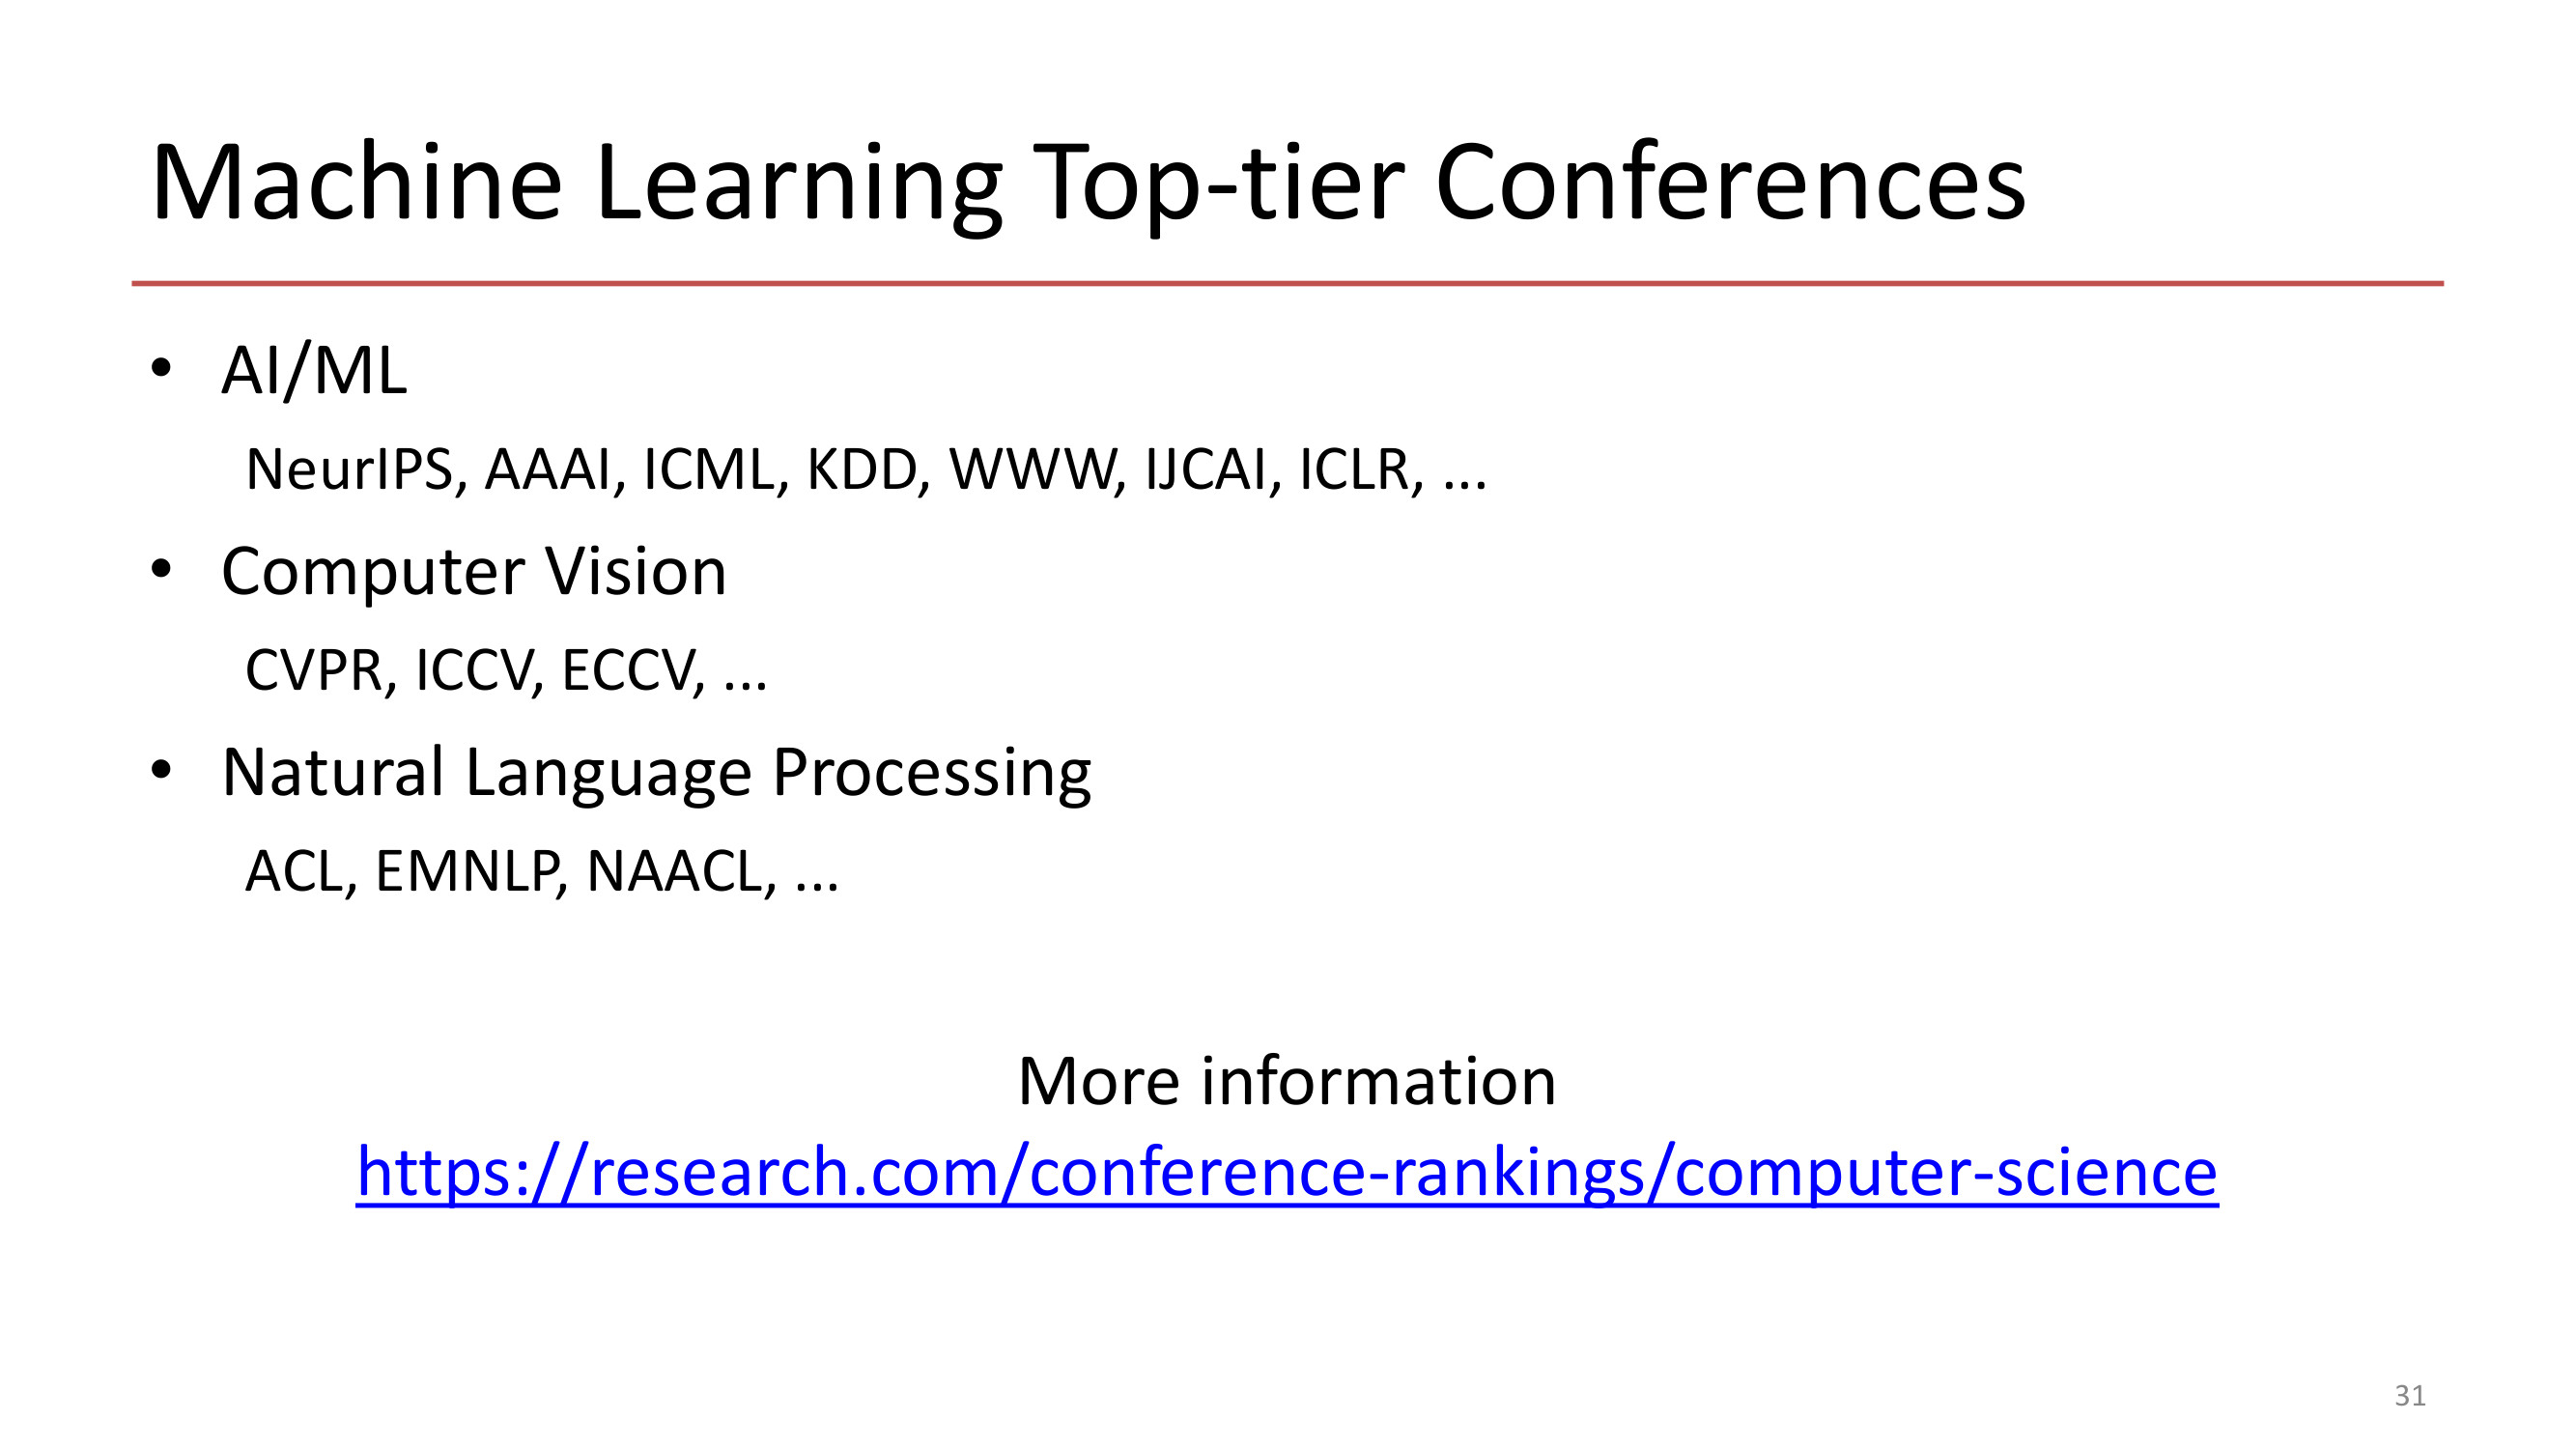 Machine Learning Top-tier Conferences
• AI/ML
NeurIPS, AAAI, ICML, KDD, WWW, IJCAI, ICLR, ...
• Computer Vision
CVPR, ICCV, ECCV, ...
• Natural Language Processing
ACL, EMNLP, NAACL, ...
More information
https://research.com/conference-rankings/computer-science
31